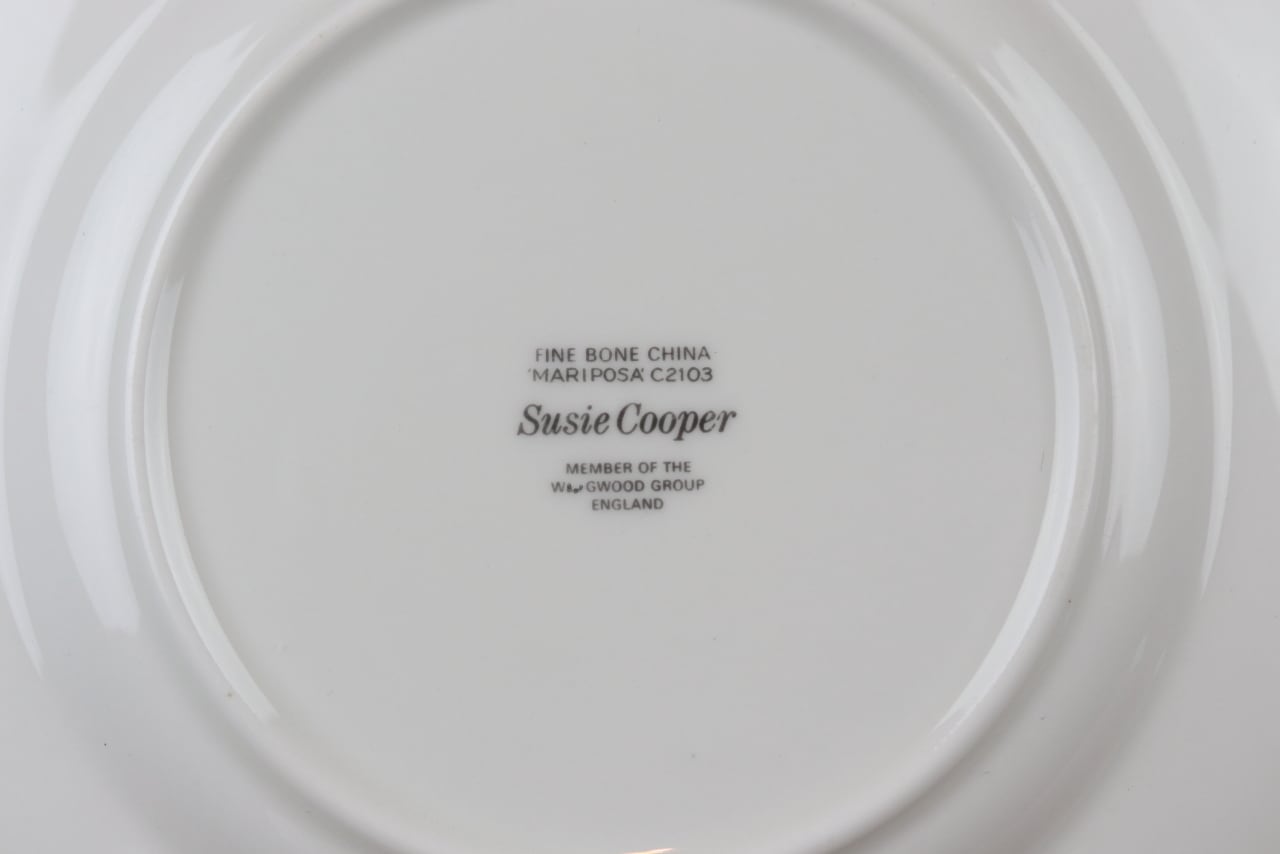 FINE BONE CHINA
'MARIPOSA' C2103
Susie Cooper
MEMBER OF THE
GROUP
ENGLAND